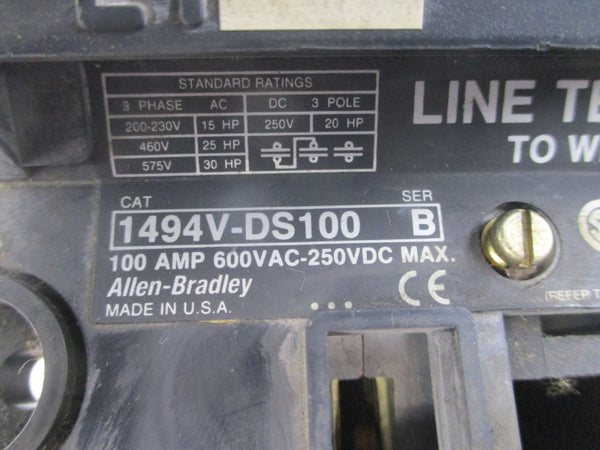 STANDARD RATINGS
3 PHASE AC DC 3 POLE
200-230V 15 HP 250V 20 HP
460V 25 HP
575V 30 HP
LINE TE
TO W
CAT SER
1494V-DS100 B
100 AMP 600VAC-250VDC MAX.
Allen-Bradley CE
MADE IN U.S.A.
(REFER T